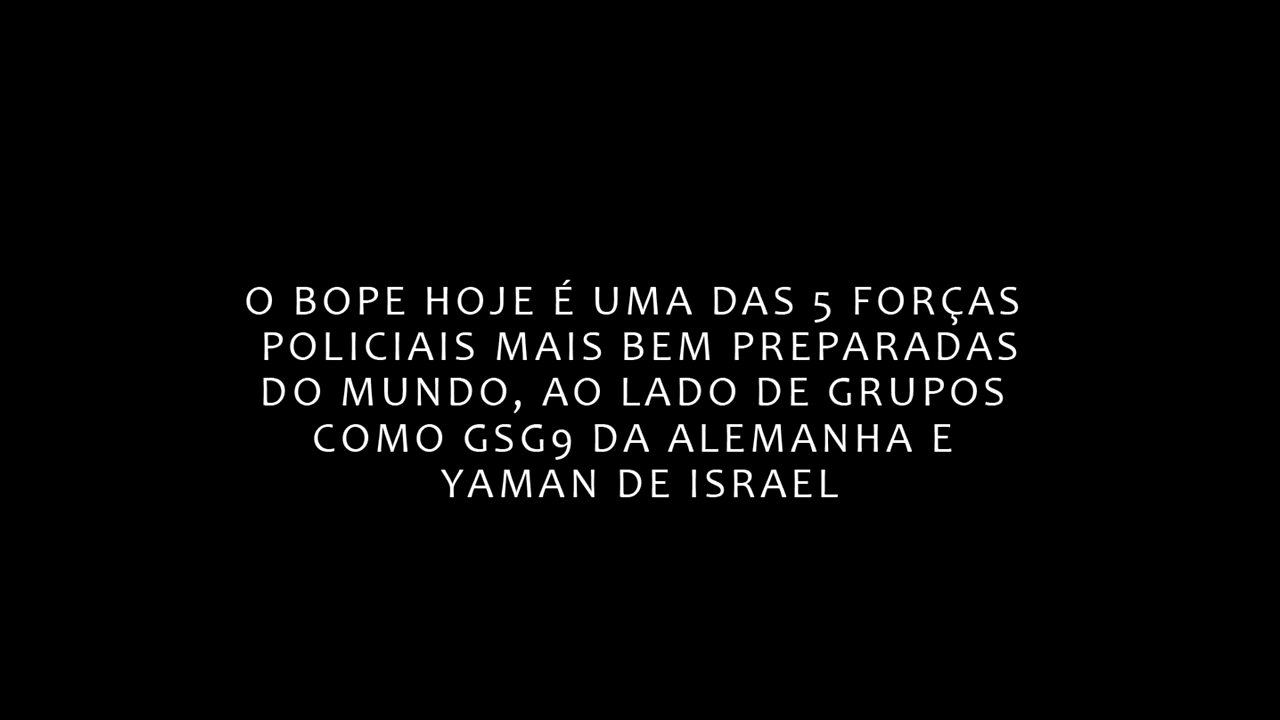 O BOPE HOJE É UMA DAS 5 FORÇAS
POLICIAIS MAIS BEM PREPARADAS
DO MUNDO, AO LADO DE GRUPOS
COMO GSG9 DA ALEMANHA E
YAMAN DE ISRAEL